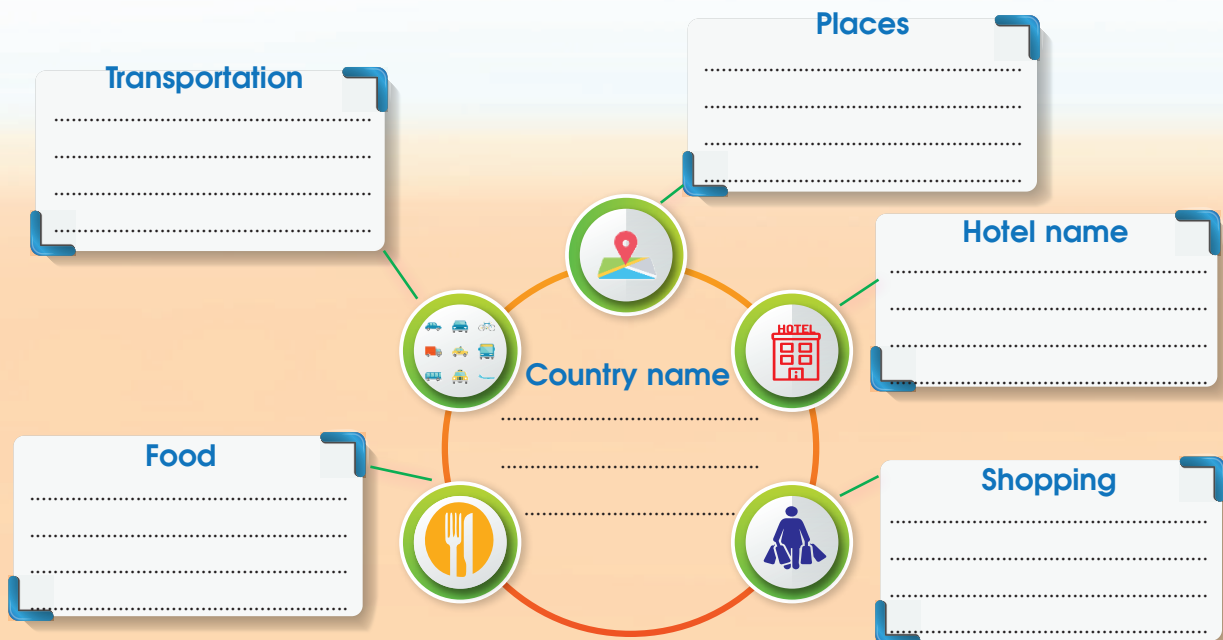 Places
Transportation
Hotel name
HOTEL
Country name
Food
Shopping